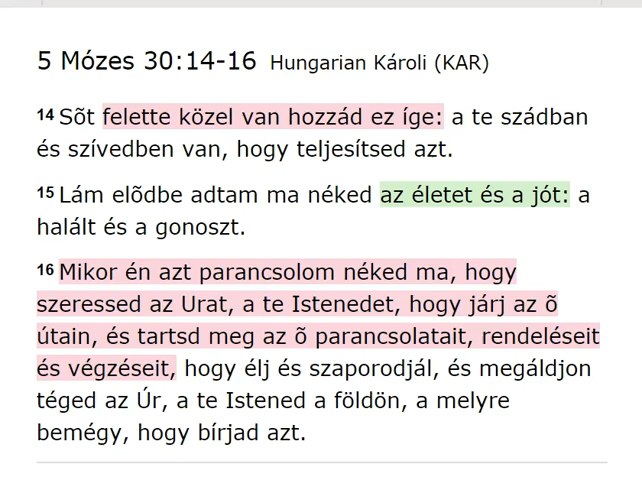 5 Mózes 30:14-16 Hungarian Károli (KAR)
14 Sõt felette közel van hozzád ez íge: a te szádban
és szívedben van, hogy teljesítsed azt.
15 Lám elõdbe adtam ma néked az életet és a jót: a
halált és a gonoszt.
16 Mikor én azt parancsolom néked ma, hogy
szeressed az Urat, a te Istenedet, hogy járj az õ
útain, és tartsd meg az õ parancsolatait, rendeléseit
és végzéseit, hogy élj és szaporodjál, és megáldjon
téged az Úr, a te Istened a földön, a melyre
bemégy, hogy bírjad azt.